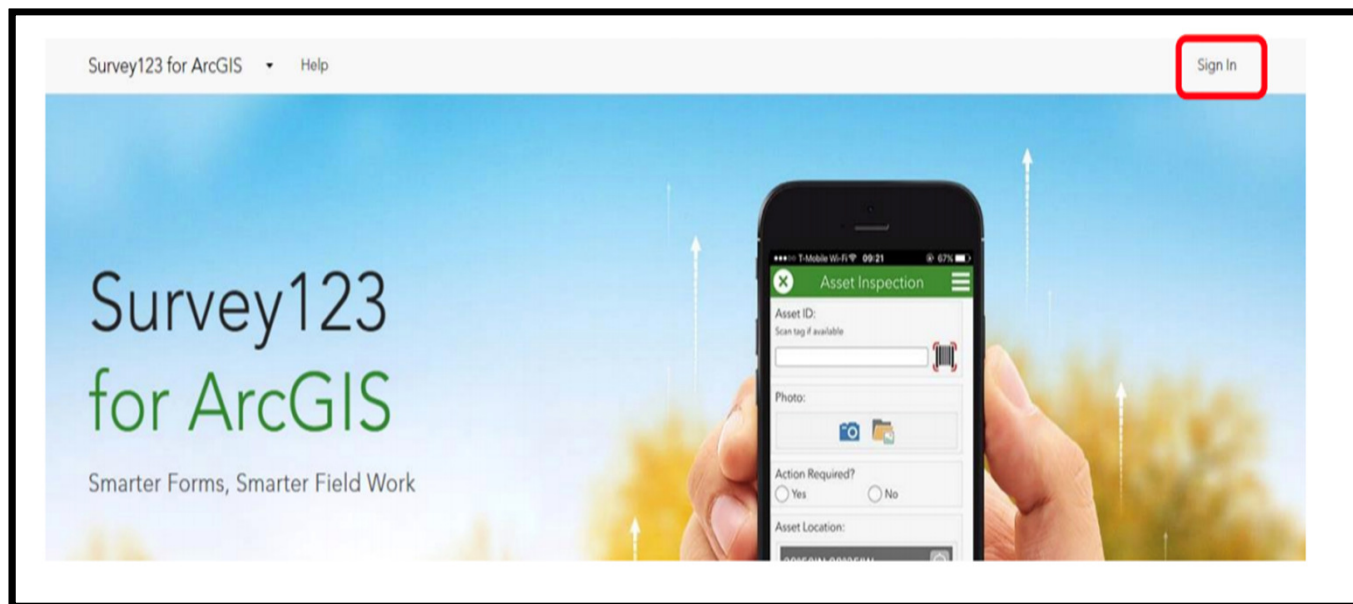 Survey123 for ArcGIS Help Sign In
Survey123
for ArcGIS
Smarter Forms, Smarter Field Work
T-Mobile Wi-Fi 09:21 67%
Asset Inspection
Asset ID:
Scan tag if available
Photo:
Action Required?
Yes No
Asset Location: